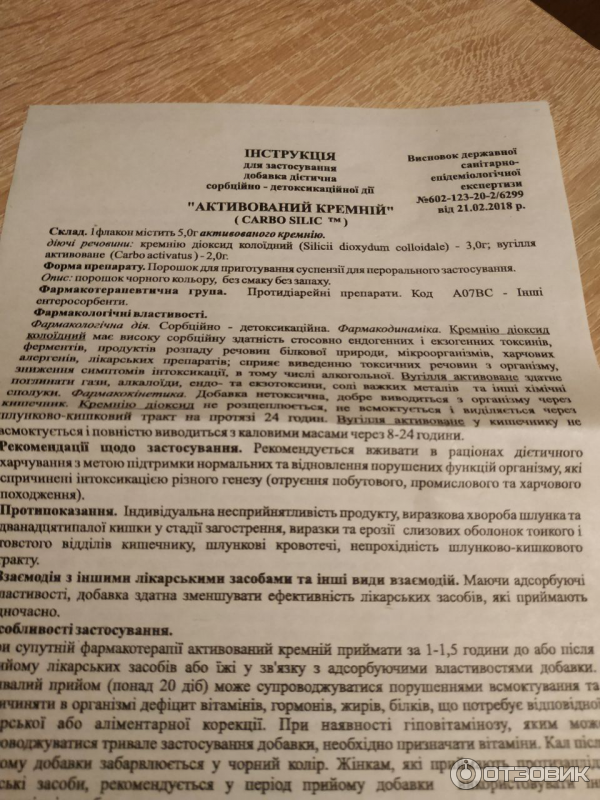 ІНСТРУКЦІЯ
для застосування
добавка дієтична
сорбційно - детоксикаційної дії
"АКТИВОВАНИЙ КРЕМНІЙ"
( CARBO SILIC ™ )
Висновок державної
санітарно-
епідеміологічної
експертизи
№602-123-20-2/6299
від 21.02.2018 р.
Склад. 1флакон містить 5,0г активованого кремнію.
діючі речовини: кремнію діоксид колоїдний (Silicii dioxydum colloidale) - 3,0г; вугілля
активоване (Carbo activatus) - 2,0г.
Форма препарату. Порошок для приготування суспензії для перорального застосування.
Опис: порошок чорного кольору, без смаку без запаху.
Фармакотерапевтична група. Протидіарейні препарати. Код A07BC - Інші
ентеросорбенти.
Фармакологічні властивості.
Фармакологічна дія. Сорбційно - детоксикаційна. Фармакодинаміка. Кремнію діоксид
колоїдний має високу сорбційну здатність стосовно ендогенних і екзогенних токсинів,
ферментів, продуктів розпаду речовин білкової природи, мікроорганізмів, харчових
алергенів, лікарських препаратів; сприяє виведенню токсичних речовин з організму,
зниження симптомів інтоксикації, в тому числі алкогольної. Вугілля активоване здатне
поглинати гази, алкалоїди, ендо- та екзотоксини, солі важких металів та інші хімічні
сполуки. Фармакокінетика. Добавка нетоксична, добре виводиться з організму через
кишечник. Кремнію діоксид не розщеплюється, не всмоктується і виділяється через
шлунково-кишковий тракт на протязі 24 годин. Вугілля активоване у кишечнику не
всмоктується і повністю виводиться з каловими масами через 8-24 години.
Рекомендації щодо застосування. Рекомендується вживати в раціонах дієтичного
харчування з метою підтримки нормальних та відновлення порушених функцій організму, які
спричинені інтоксикацією різного генезу (отруєння побутового, промислового та харчового
походження).
Протипоказання. Індивідуальна несприйнятливість продукту, виразкова хвороба шлунка та
дванадцятипалої кишки у стадії загострення, виразки та ерозії слизових оболонок тонкого і
товстого відділів кишечнику, шлункові кровотечі, непрохідність шлунково-кишкового
тракту.
Взаємодія з іншими лікарськими засобами та інші види взаємодій. Маючи адсорбуючі
властивості, добавка здатна зменшувати ефективність лікарських засобів, які приймають
дночасно.
собливості застосування.
ри супутній фармакотерапії активований кремній приймати за 1-1,5 години до або після
ийому лікарських засобів або їжі у зв'язку з адсорбуючими властивостями добавки.
ивалий прийом (понад 20 діб) може супроводжуватися порушеннями всмоктування та
ичиняти в організмі дефіцит вітамінів, гормонів, жирів, білків, що потребує відповідної
арської або аліментарної корекції. При наявності гіповітамінозу, яким може
роводжуватися тривале застосування добавки, необхідно призначати вітаміни. Кал після
ому добавки забарвлюється у чорний колір. Жінкам, які приймають протизаплід
ські засоби, рекомендується у період прийому добавки використовувати інш
ОТЗОВИК